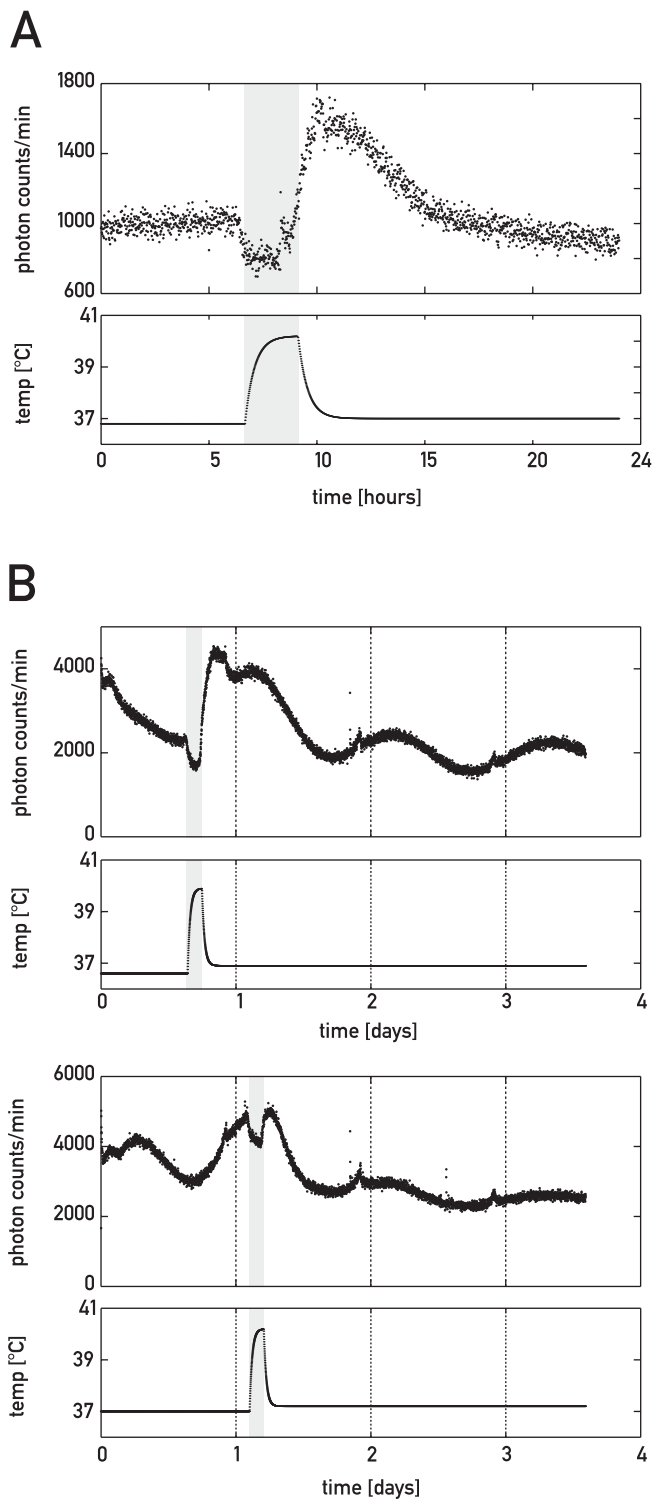 A
1800
1400
1000
600
photon counts/min
41
39
37
temp [°C]
0 5 10 15 20 24
time [hours]
B
4000
2000
0
photon counts/min
41
39
37
temp [°C]
0 1 2 3 4
time [days]
6000
4000
2000
0
photon counts/min
41
39
37
temp [°C]
0 1 2 3 4
time [days]